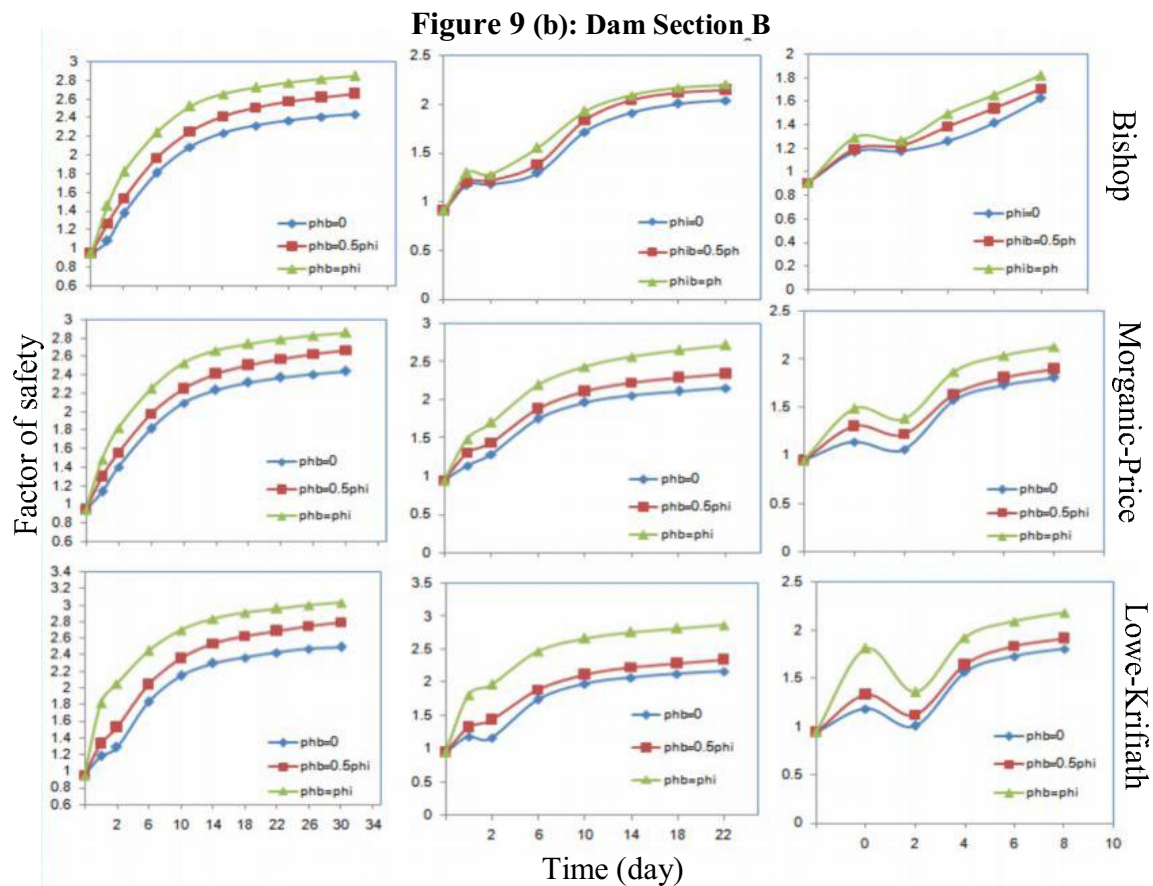 Figure 9 (b): Dam Section B
3
2.8
2.6
2.4
2.2
2
1.8
1.6
1.4
1.2
1
0.8
0.6
phb=0
phb=0.5phi
phb=phi
2.5
2
1.5
1
0.5
0
phi=0
phib=0.5ph
phib=ph
2
1.8
1.6
1.4
1.2
1
0.8
0.6
0.4
0.2
0
phi=0
phib=0.5ph
phib=ph
Bishop
Factor of safety
3
2.8
2.6
2.4
2.2
2
1.8
1.6
1.4
1.2
1
0.8
0.6
phb=0
phb=0.5phi
phb=phi
3
2.5
2
1.5
1
0.5
0
phb=0
phb=0.5phi
phb=phi
2.5
2
1.5
1
0.5
0
phb=0
phb=0.5phi
phb=phi
Morganic-Price
3.4
3.2
3
2.8
2.6
2.4
2.2
2
1.8
1.6
1.4
1.2
1
0.8
0.6
phb=0
phb=0.5phi
phb=phi
2 6 10 14 18 22 26 30 34
3.5
3
2.5
2
1.5
1
0.5
0
phb=0
phb=0.5phi
phb=phi
2 6 10 14 18 22
2.5
2
1.5
1
0.5
0
phb=0
phb=0.5phi
phb=phi
0 2 4 6 8 10
Lowe-Krifiath
Time (day)